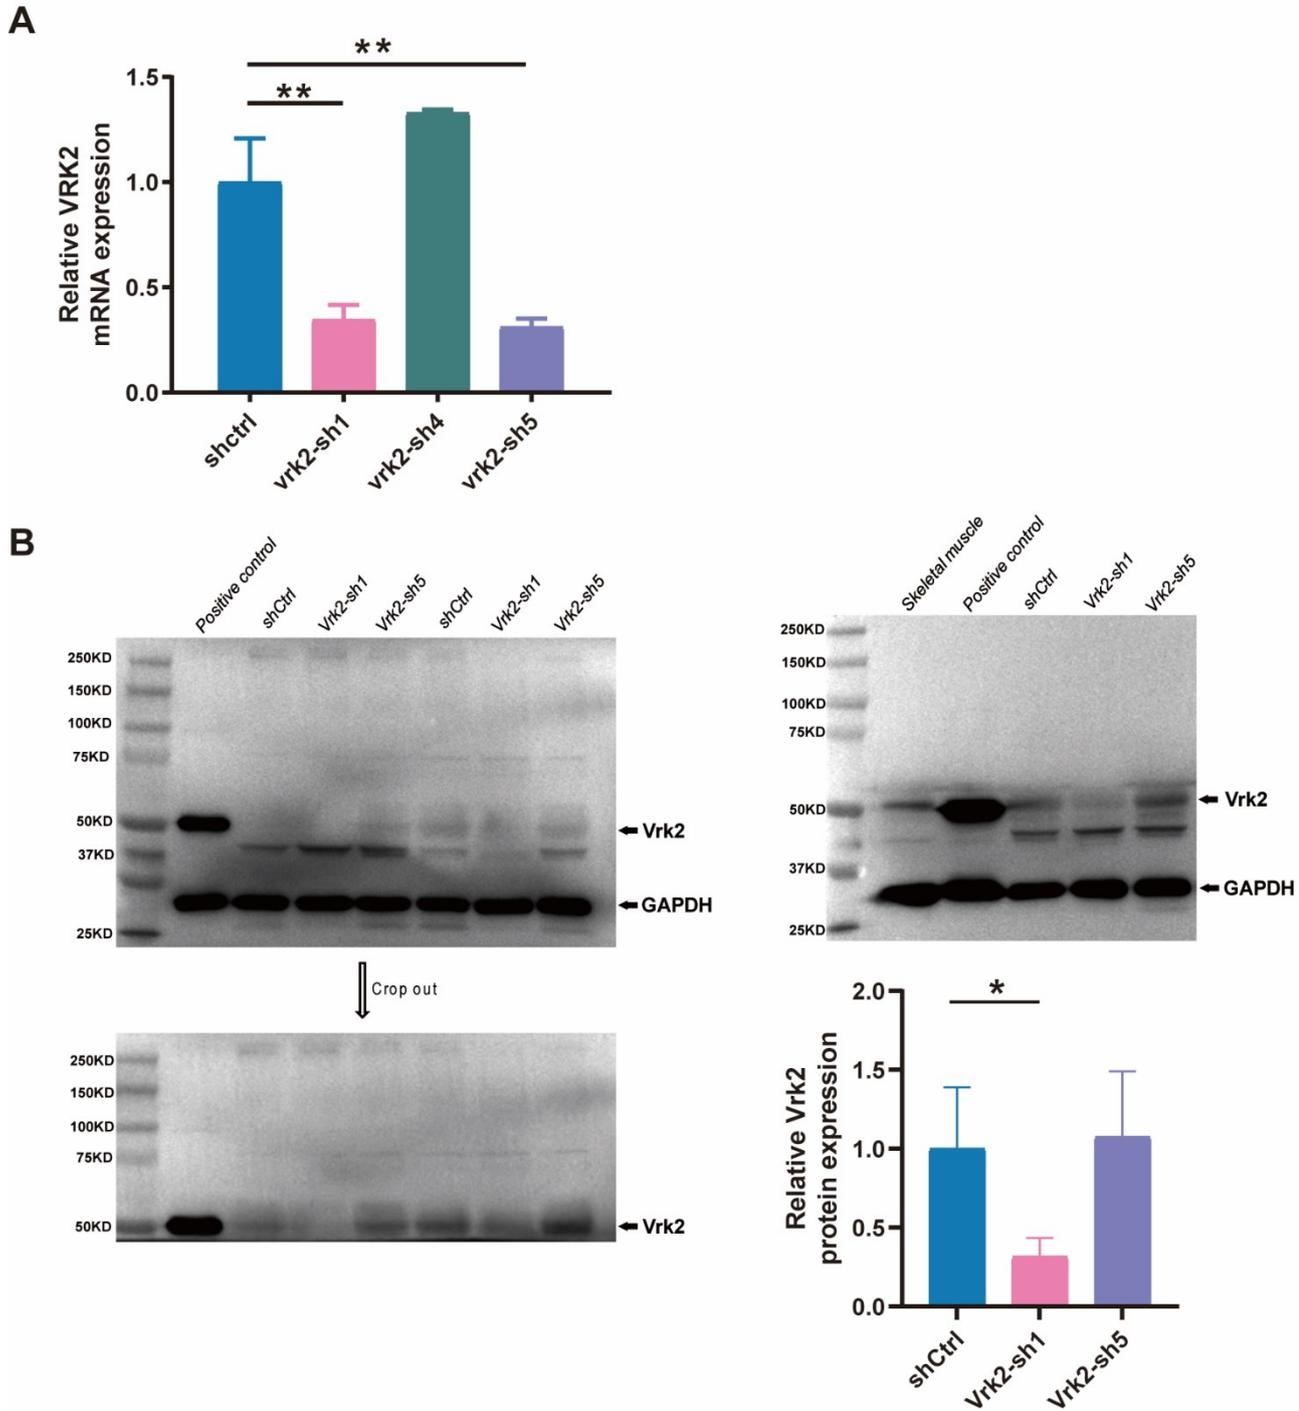 A
**
**
1.5
1.0
0.5
0.0
Relative VRK2
mRNA expression
shctrl
vrk2-sh1
vrk2-sh4
vrk2-sh5
B
Positive control
shCtrl
Vrk2-sh1
Vrk2-sh5
shCtrl
Vrk2-sh1
Vrk2-sh5
250KD
150KD
100KD
75KD
50KD
37KD
25KD
Vrk2
GAPDH
Crop out
250KD
150KD
100KD
75KD
50KD
Vrk2
Skeletal muscle
Positive control
shCtrl
Vrk2-sh1
Vrk2-sh5
250KD
150KD
100KD
75KD
50KD
37KD
25KD
Vrk2
GAPDH
*
2.0
1.5
1.0
0.5
0.0
Relative Vrk2
protein expression
shCtrl
Vrk2-sh1
Vrk2-sh5